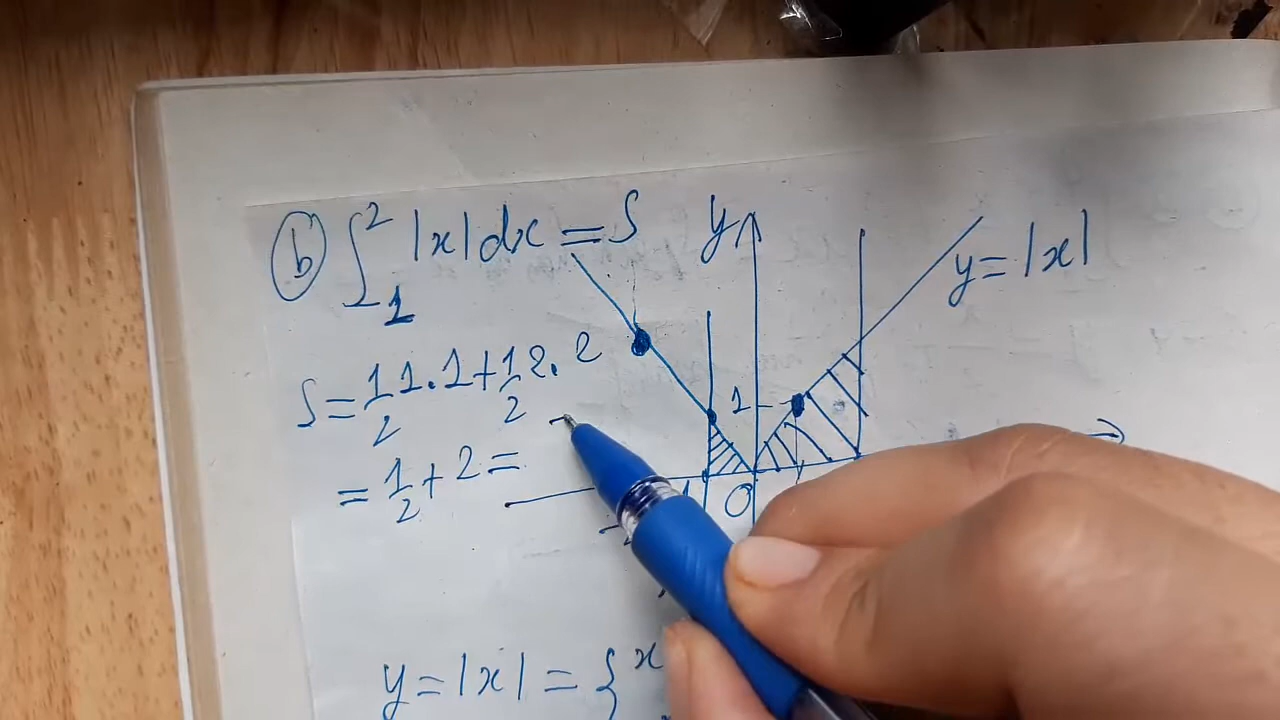 b ∫₋₁² |x|dx = S
S = 1/2 1.1 + 1/2 2.2
= 1/2 + 2 =
y
y = |x|
1
O
y = |x| = { x